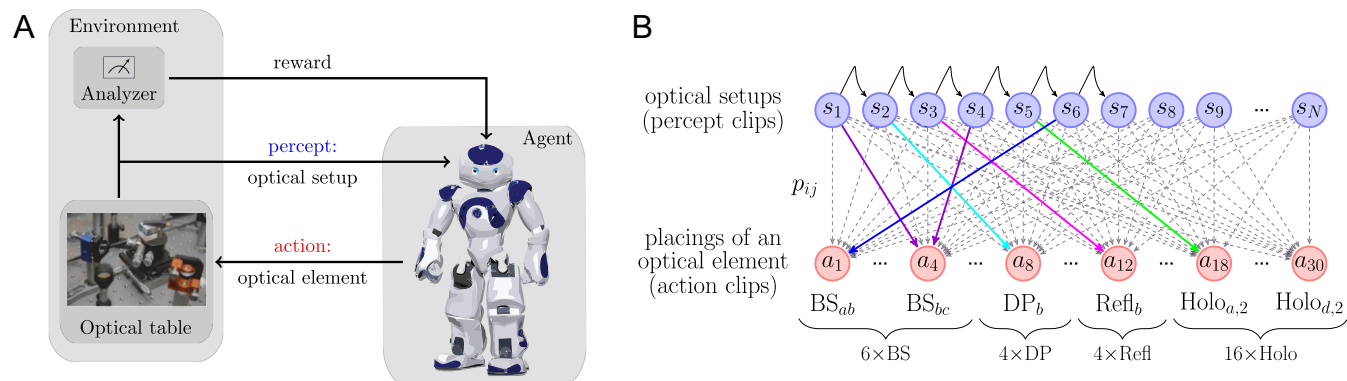 A
Environment
Analyzer
reward
Agent
percept:
optical setup
action:
optical element
Optical table
B
optical setups
(percept clips)
s1 s2 s3 s4 s5 s6 s7 s8 s9 ... sN
pij
placings of an
optical element
(action clips)
a1 ... a4 ... a8 ... a12 ... a18 ... a30
BSab BSbc DPb Reflb Holoa,2 Holod,2
6×BS 4×DP 4×Refl 16×Holo